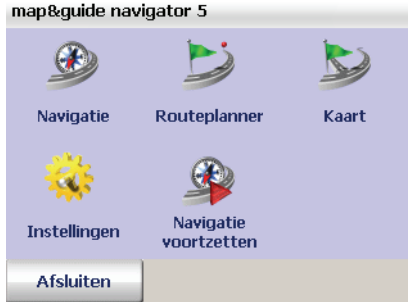 map&guide navigator 5
Navigatie
Routeplanner
Kaart
Instellingen
Navigatie
voortzetten
Afsluiten